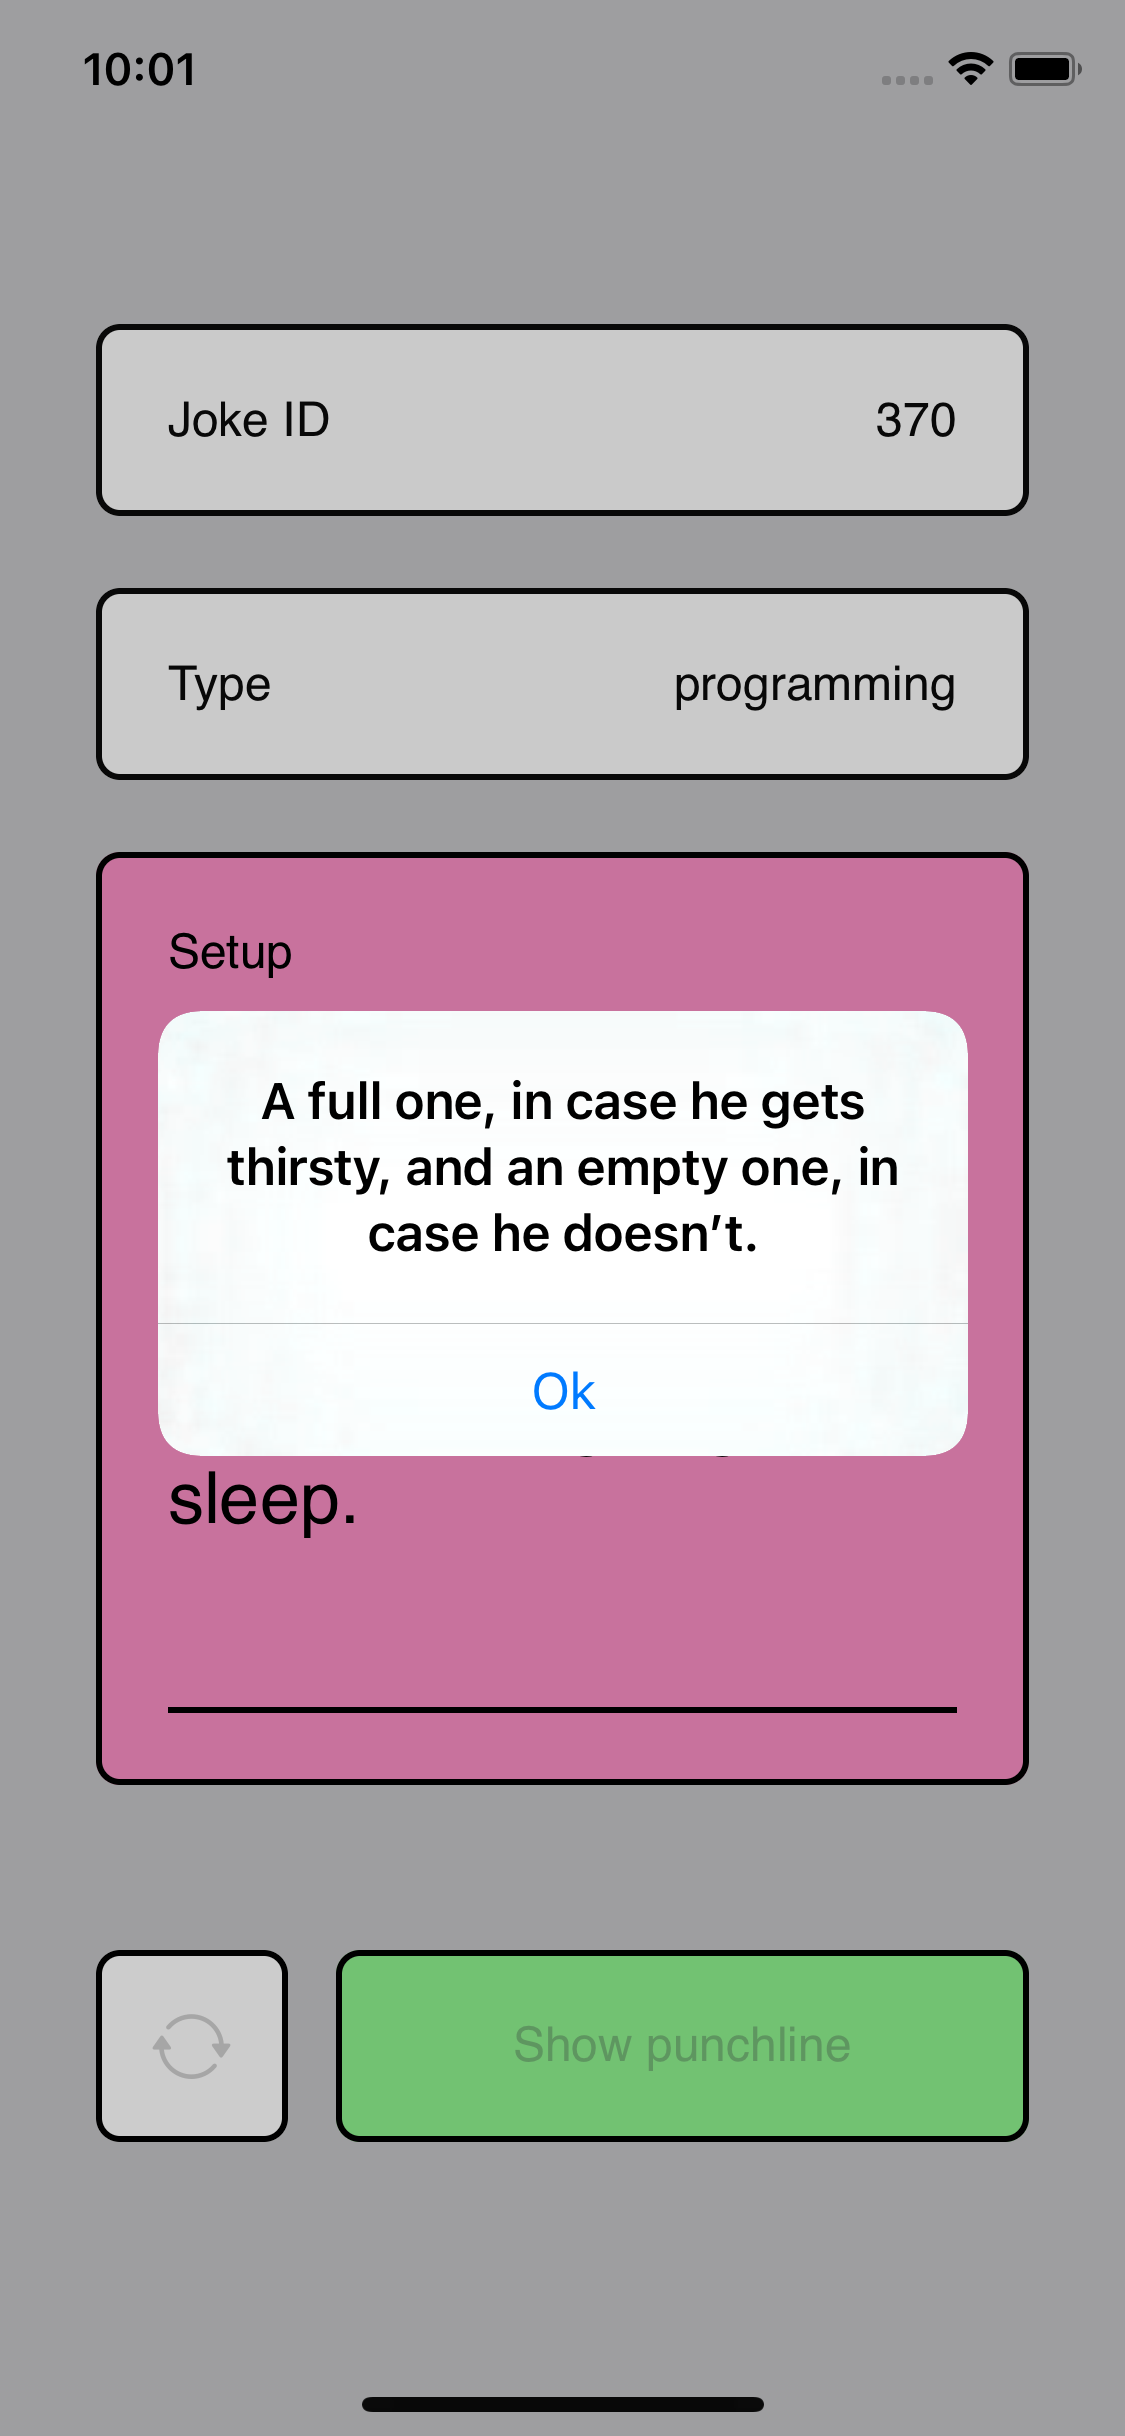 10:01
Joke ID 370
Type programming
Setup
A full one, in case he gets
thirsty, and an empty one, in
case he doesn’t.
Ok
sleep.
Show punchline